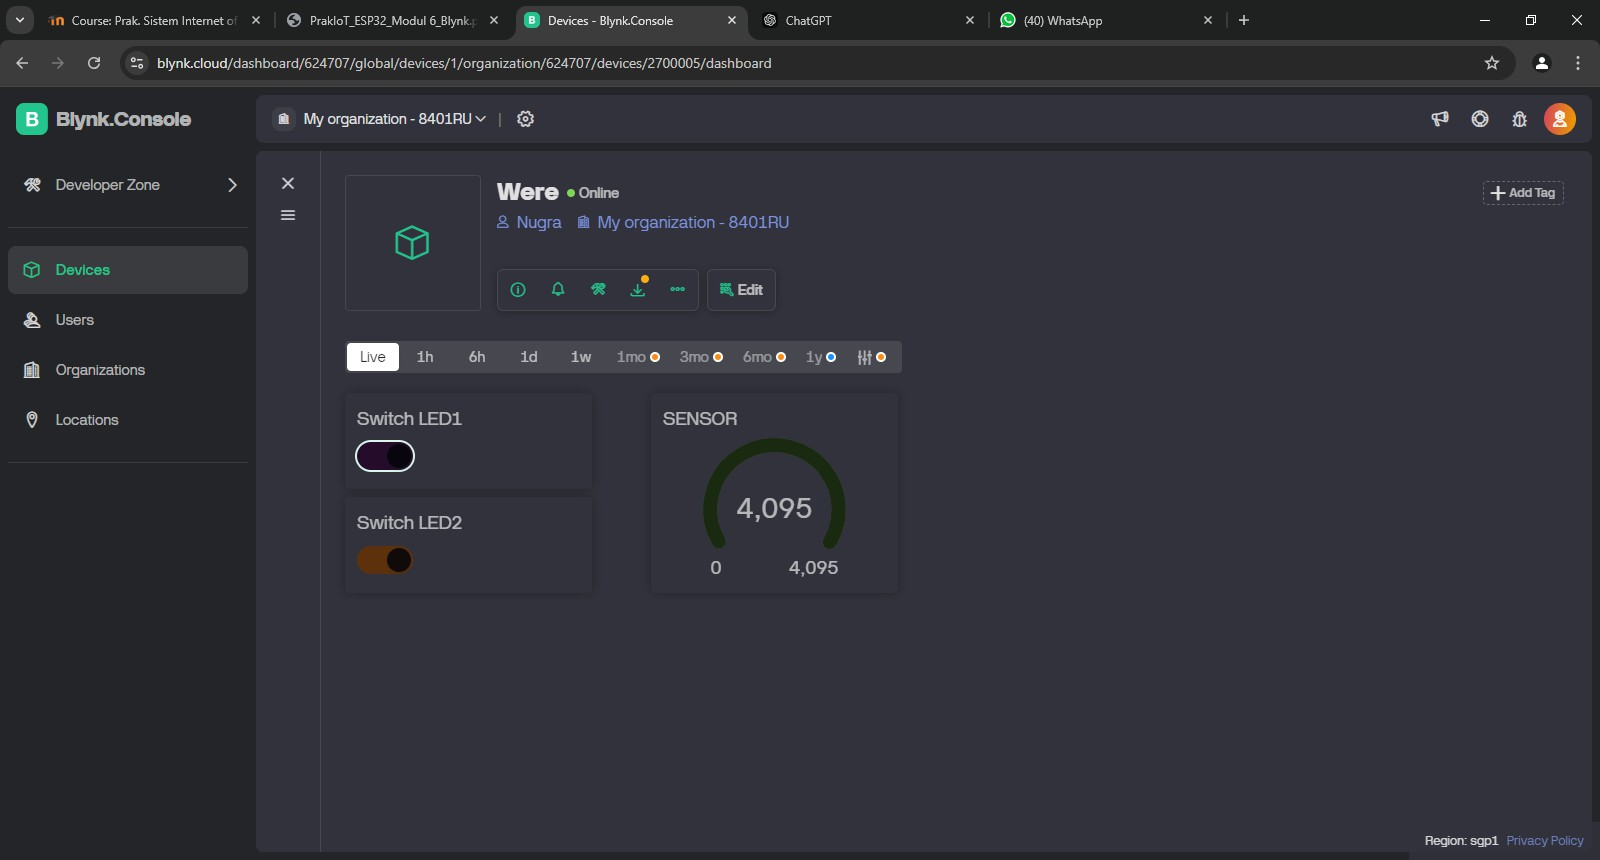 Course: Prak. Sistem Internet of
PrakIoT_ESP32_Modul 6_Blynk.p
Devices - Blynk.Console
ChatGPT
(40) WhatsApp
blynk.cloud/dashboard/624707/global/devices/1/organization/624707/devices/2700005/dashboard
B Blynk.Console
My organization - 8401RU
Developer Zone
Devices
Users
Organizations
Locations
Were Online
Add Tag
Nugra My organization - 8401RU
Edit
Live 1h 6h 1d 1w 1mo 3mo 6mo 1y
Switch LED1
Switch LED2
SENSOR
4,095
0 4,095
Region: sgp1 Privacy Policy